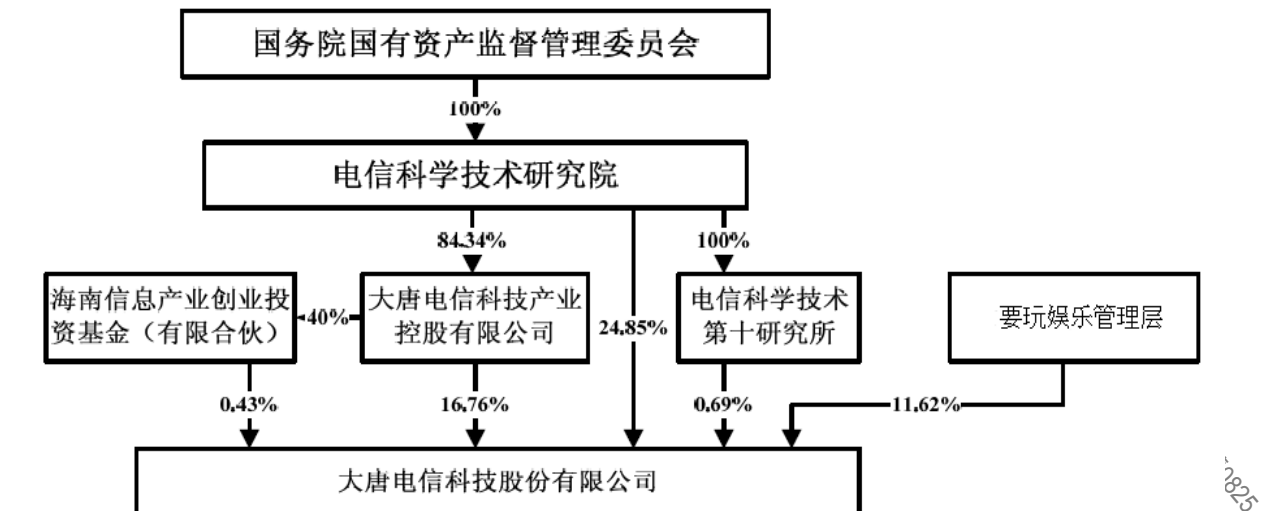 国务院国有资产监督管理委员会
100%
电信科学技术研究院
84.34%
100%
海南信息产业创业投
资基金（有限合伙）
40%
大唐电信科技产业
控股有限公司
24.85%
电信科学技术
第十研究所
要玩娱乐管理层
0.43%
16.76%
0.69%
11.62%
大唐电信科技股份有限公司
0825